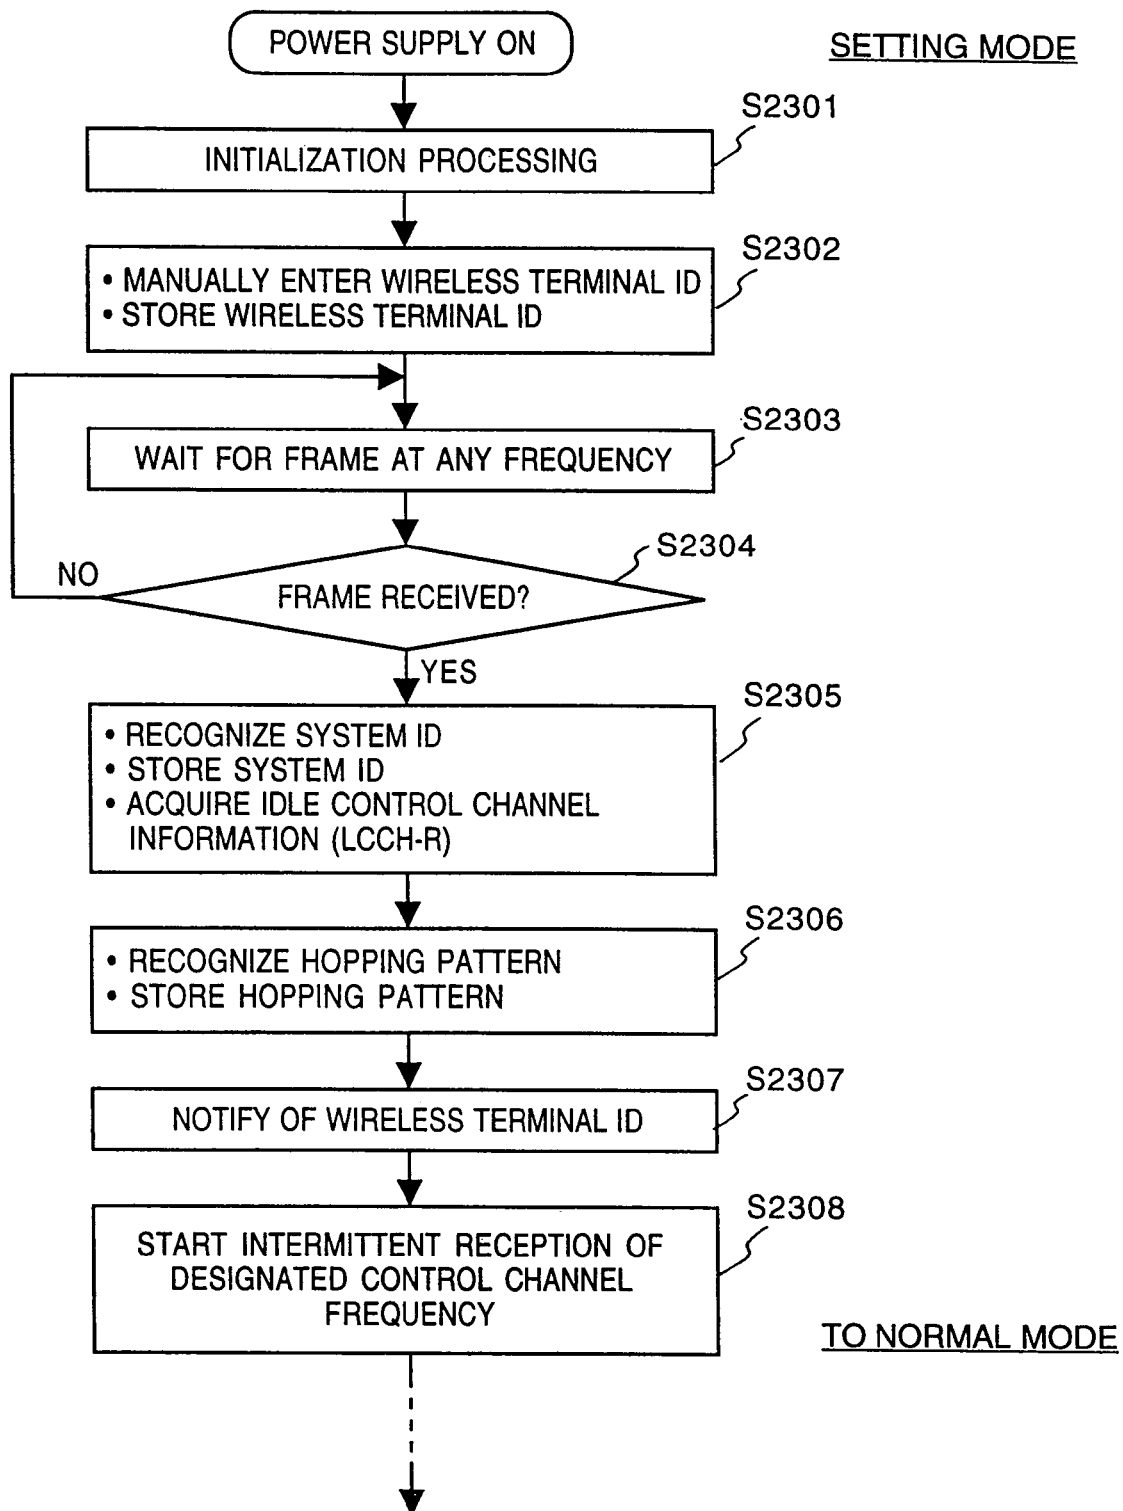 POWER SUPPLY ON
SETTING MODE
S2301
INITIALIZATION PROCESSING
S2302
• MANUALLY ENTER WIRELESS TERMINAL ID
• STORE WIRELESS TERMINAL ID
S2303
WAIT FOR FRAME AT ANY FREQUENCY
S2304
NO
FRAME RECEIVED?
YES
S2305
• RECOGNIZE SYSTEM ID
• STORE SYSTEM ID
• ACQUIRE IDLE CONTROL CHANNEL
INFORMATION (LCCH-R)
S2306
• RECOGNIZE HOPPING PATTERN
• STORE HOPPING PATTERN
S2307
NOTIFY OF WIRELESS TERMINAL ID
S2308
START INTERMITTENT RECEPTION OF
DESIGNATED CONTROL CHANNEL
FREQUENCY
TO NORMAL MODE